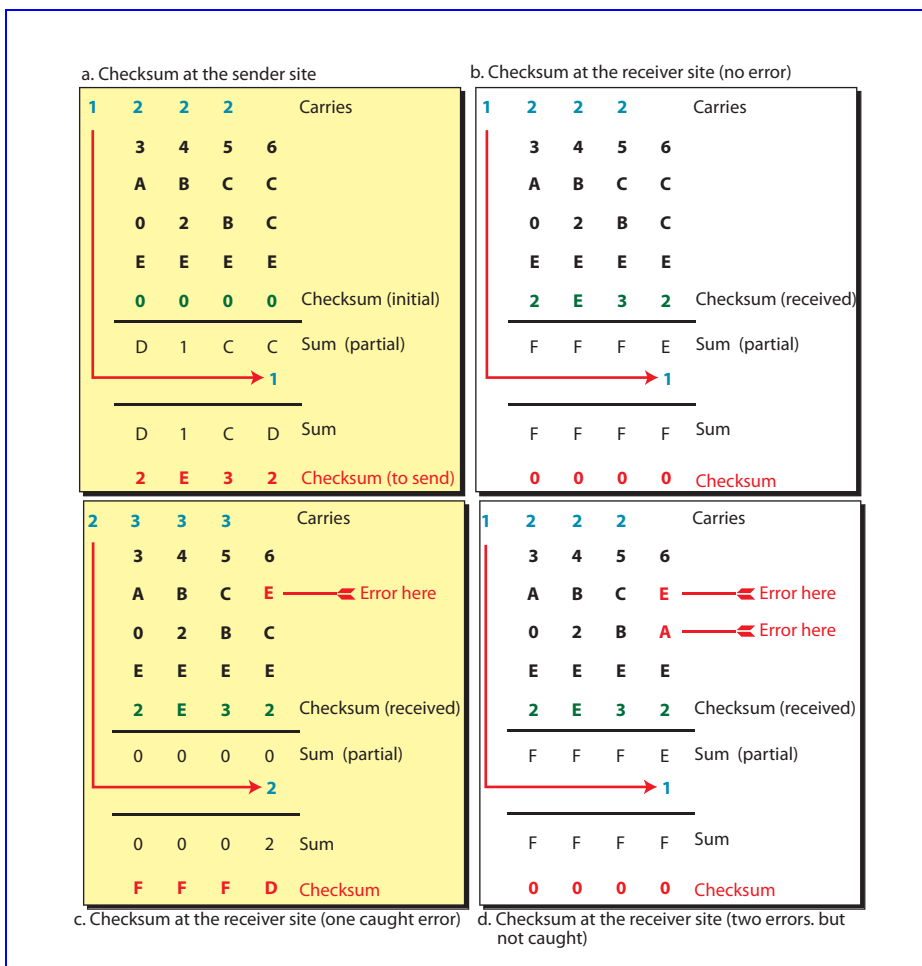 a. Checksum at the sender site
1 2 2 2 Carries
3 4 5 6
A B C C
0 2 B C
E E E E
0 0 0 0 Checksum (initial)
D 1 C C Sum (partial)
1
D 1 C D Sum
2 E 3 2 Checksum (to send)
b. Checksum at the receiver site (no error)
1 2 2 2 Carries
3 4 5 6
A B C C
0 2 B C
E E E E
2 E 3 2 Checksum (received)
F F F E Sum (partial)
1
F F F F Sum
0 0 0 0 Checksum
2 3 3 3 Carries
3 4 5 6
A B C E Error here
0 2 B C
E E E E
2 E 3 2 Checksum (received)
0 0 0 0 Sum (partial)
2
0 0 0 2 Sum
F F F D Checksum
c. Checksum at the receiver site (one caught error)
1 2 2 2 Carries
3 4 5 6
A B C E Error here
0 2 B A Error here
E E E E
2 E 3 2 Checksum (received)
F F F E Sum (partial)
1
F F F F Sum
0 0 0 0 Checksum
d. Checksum at the receiver site (two errors. but
not caught)